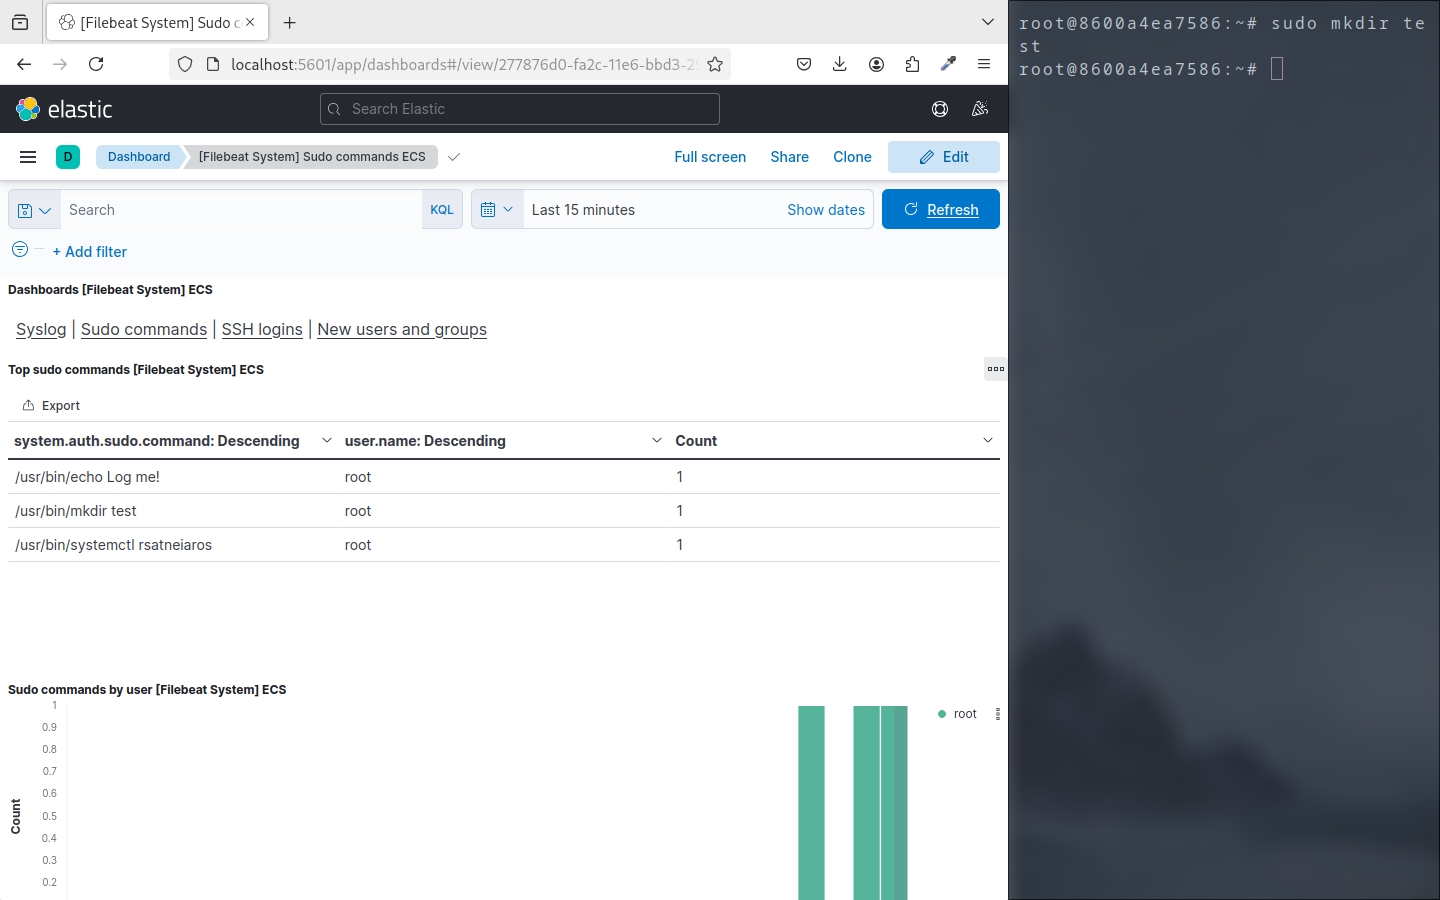 [Filebeat System] Sudo c
localhost:5601/app/dashboards#/view/277876d0-fa2c-11e6-bbd3-2
elastic
Search Elastic
D
Dashboard
[Filebeat System] Sudo commands ECS
Full screen
Share
Clone
Edit
Search
KQL
Last 15 minutes
Show dates
Refresh
+ Add filter
Dashboards [Filebeat System] ECS
Syslog | Sudo commands | SSH logins | New users and groups
Top sudo commands [Filebeat System] ECS
Export
system.auth.sudo.command: Descending user.name: Descending Count
/usr/bin/echo Log me! root 1
/usr/bin/mkdir test root 1
/usr/bin/systemctl rsatneiaros root 1
Sudo commands by user [Filebeat System] ECS
1
0.9
0.8
0.7
0.6
0.5
0.4
0.3
0.2
Count
root
root@8600a4ea7586:~# sudo mkdir te
st
root@8600a4ea7586:~#